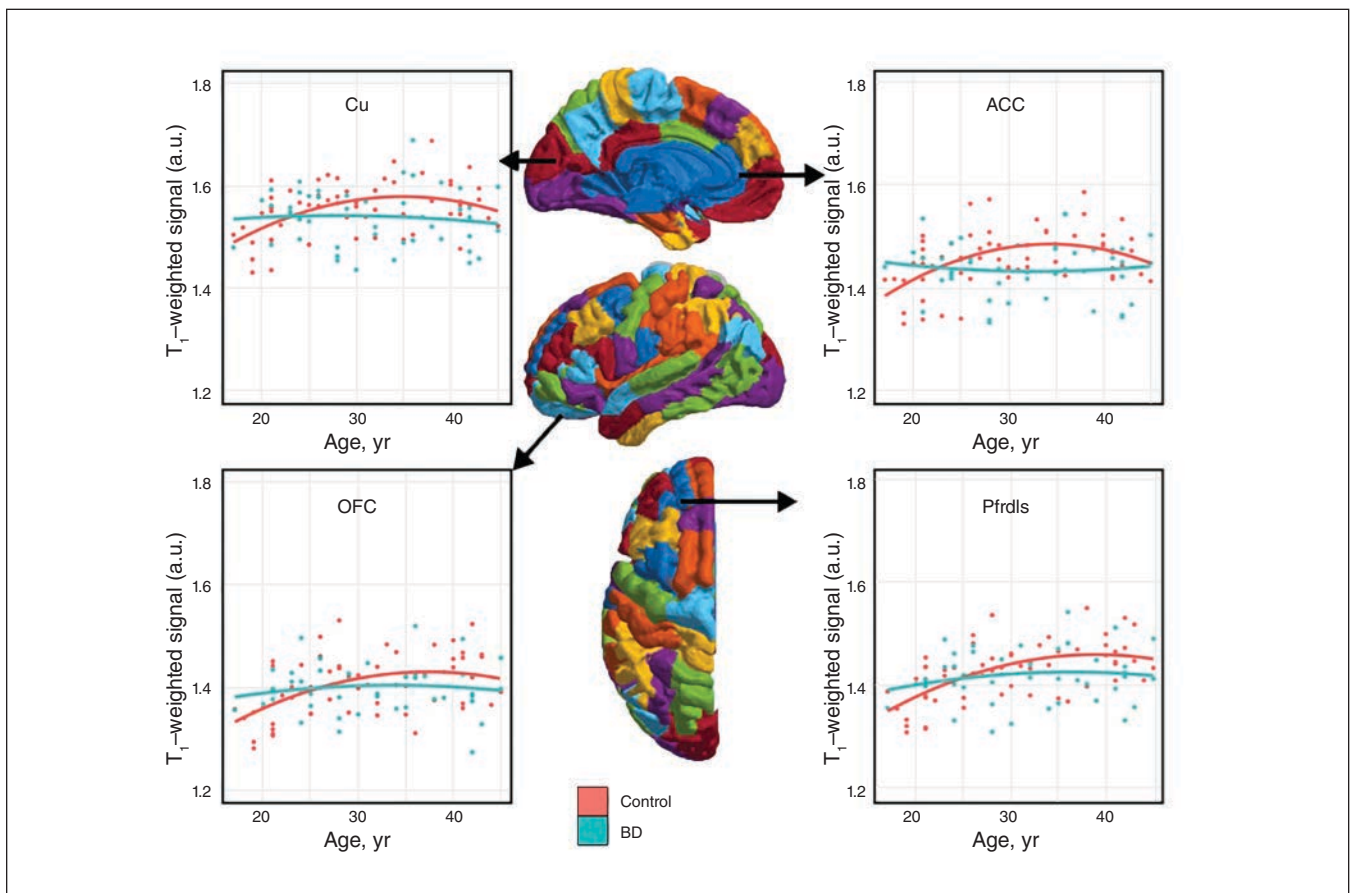 Cu
T1–weighted signal (a.u.)
1.8
1.6
1.4
1.2
20 30 40
Age, yr
ACC
T1–weighted signal (a.u.)
1.8
1.6
1.4
1.2
20 30 40
Age, yr
OFC
T1–weighted signal (a.u.)
1.8
1.6
1.4
1.2
20 30 40
Age, yr
Pfrdls
T1–weighted signal (a.u.)
1.8
1.6
1.4
1.2
20 30 40
Age, yr
Control
BD